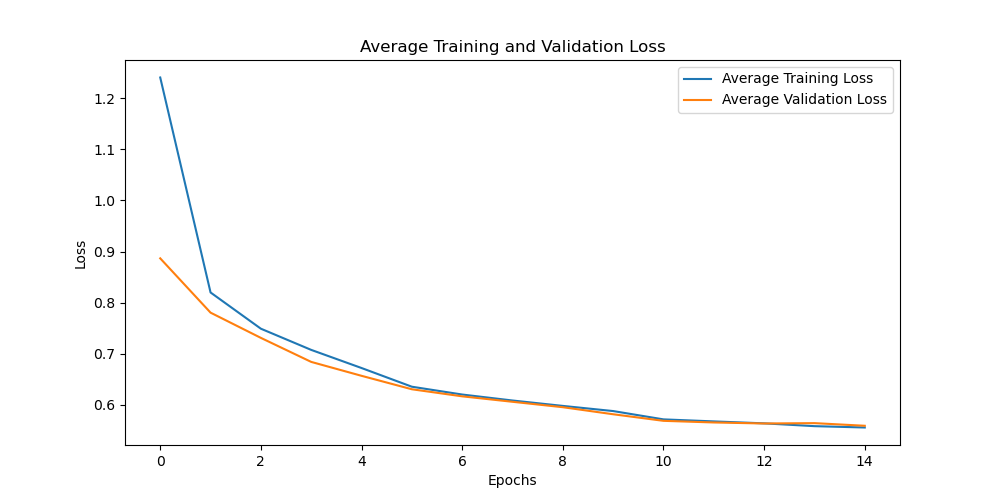 Average Training and Validation Loss
Average Training Loss
Average Validation Loss
Loss
1.2
1.1
1.0
0.9
0.8
0.7
0.6
0 2 4 6 8 10 12 14
Epochs